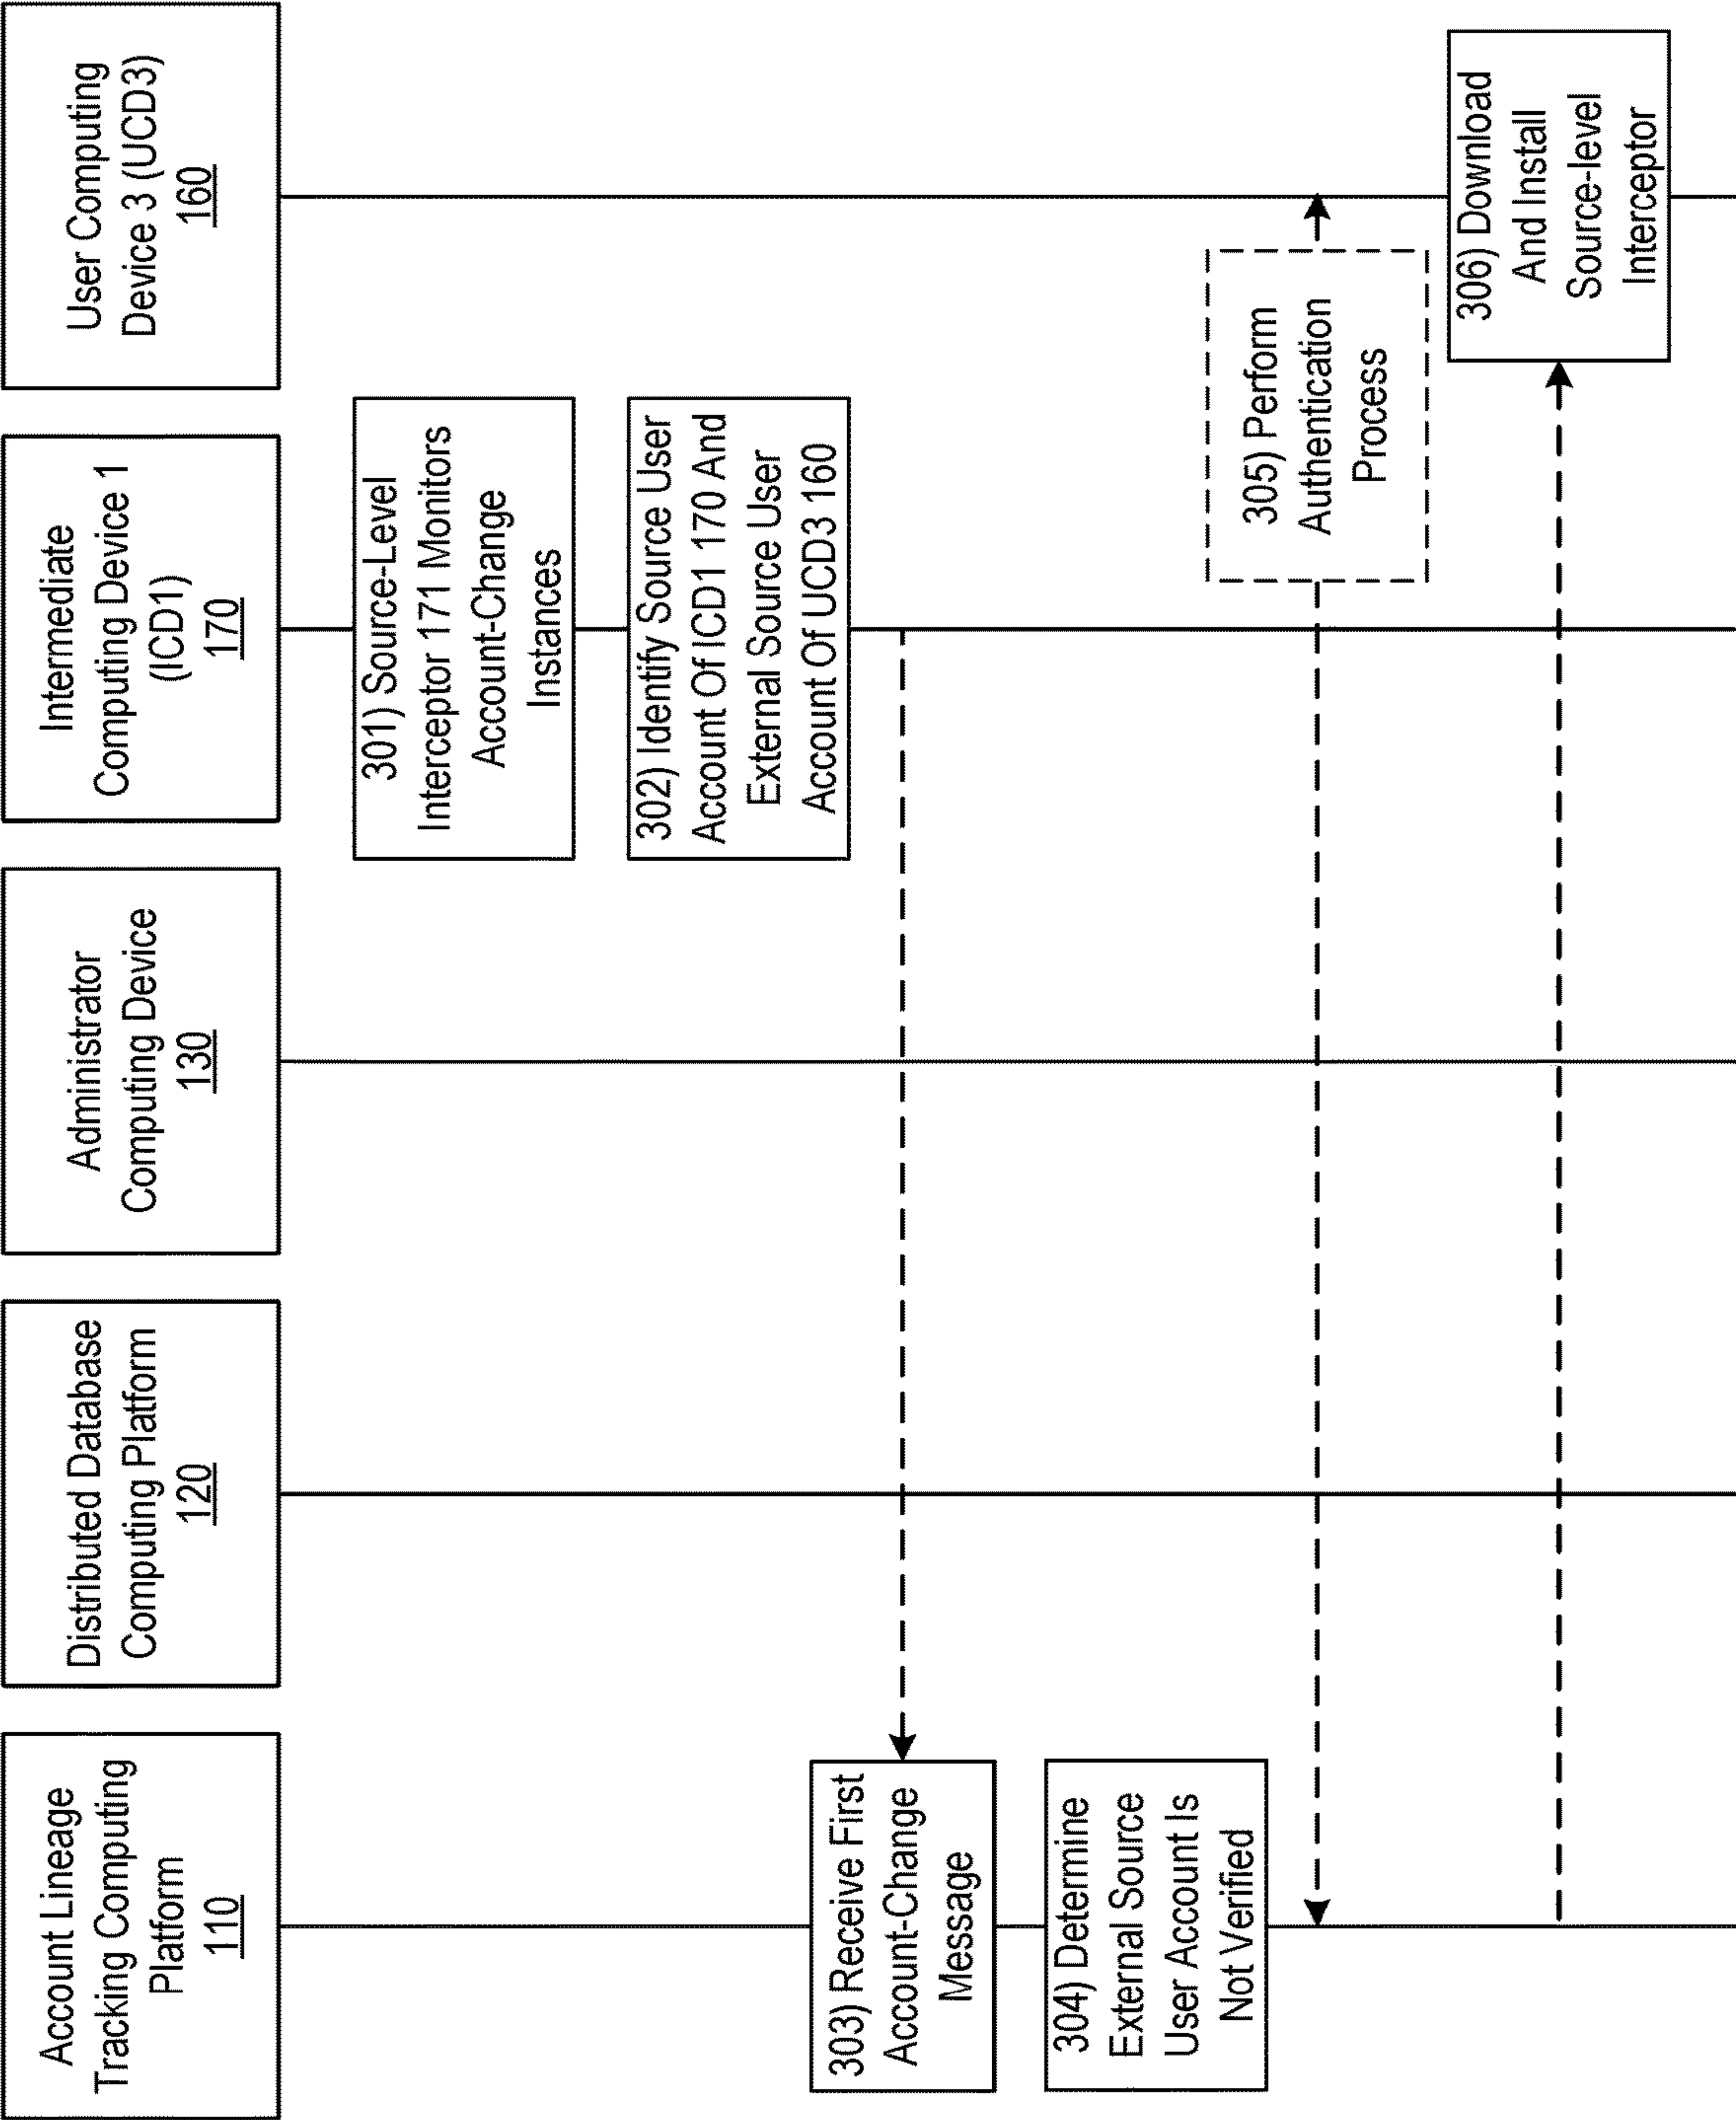 Account Lineage
Tracking Computing
Platform
110
Distributed Database
Computing Platform
120
Administrator
Computing Device
130
Intermediate
Computing Device 1
(ICD1)
170
User Computing
Device 3 (UCD3)
160
301) Source-Level
Interceptor 171 Monitors
Account-Change
Instances
302) Identify Source User
Account Of ICD1 170 And
External Source User
Account Of UCD3 160
303) Receive First
Account-Change
Message
304) Determine
External Source
User Account Is
Not Verified
305) Perform
Authentication
Process
306) Download
And Install
Source-level
Interceptor